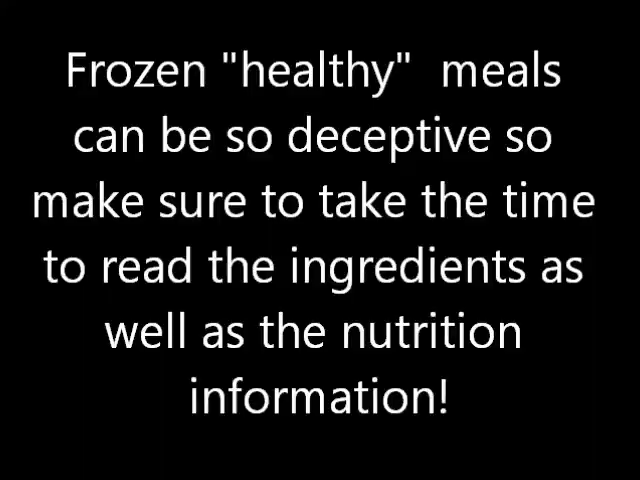 Frozen "healthy"  meals
can be so deceptive so
make sure to take the time
to read the ingredients as
well as the nutrition
information!